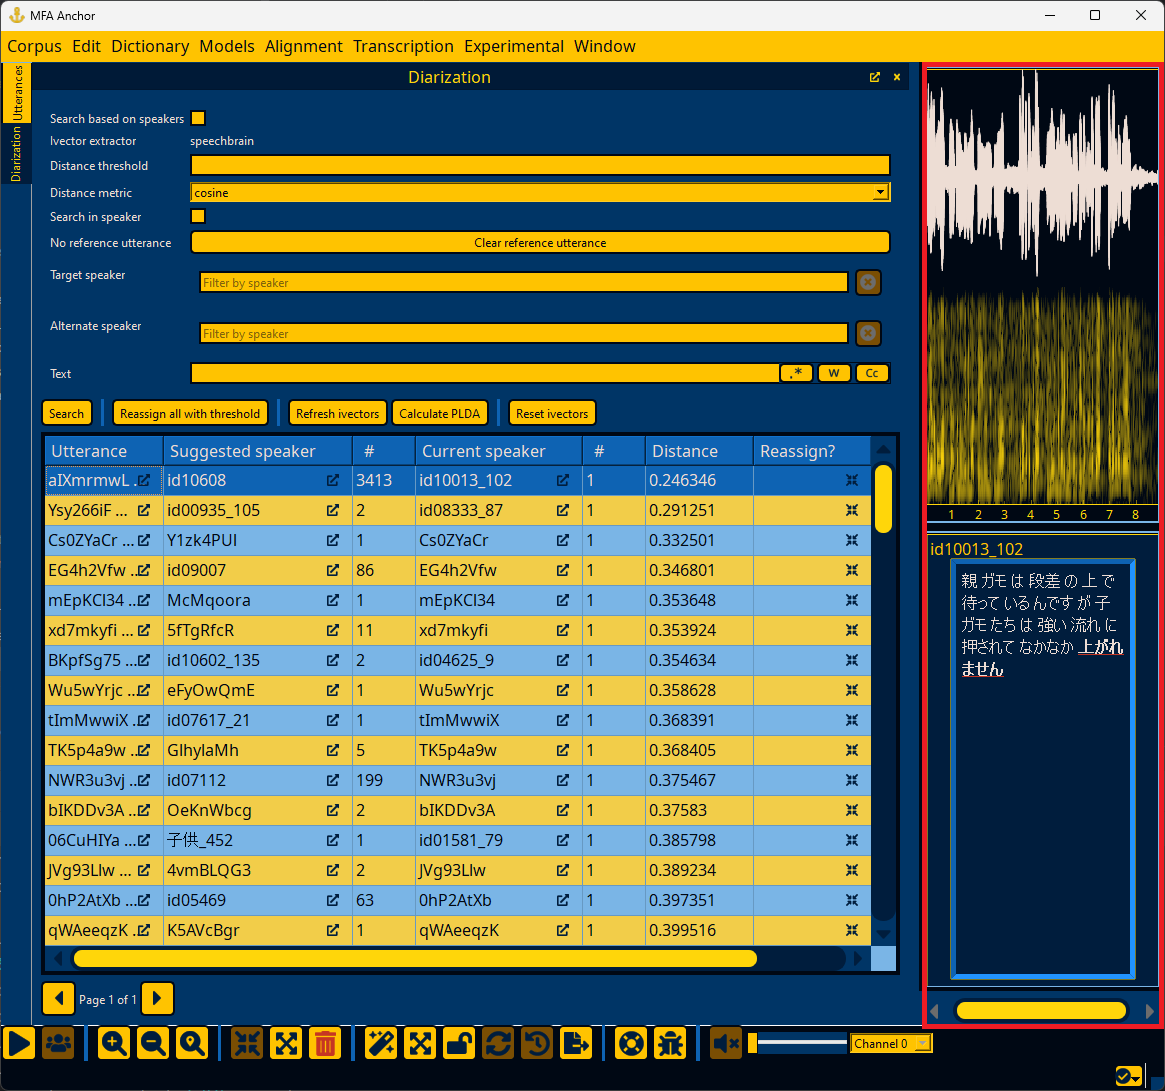 MFA Anchor
Corpus Edit Dictionary Models Alignment Transcription Experimental Window
Utterances
Diarization
Diarization
Search based on speakers
Ivector extractor speechbrain
Distance threshold
Distance metric cosine
Search in speaker
No reference utterance Clear reference utterance
Target speaker Filter by speaker
Alternate speaker Filter by speaker
Text .* W Cc
Search Reassign all with threshold Refresh ivectors Calculate PLDA Reset ivectors
Utterance Suggested speaker # Current speaker # Distance Reassign?
aIXmrmwL ... id10608 3413 id10013_102 1 0.246346
Ysy266iF ... id00935_105 2 id08333_87 1 0.291251
Cs0ZYaCr ... Y1zk4PUI 1 Cs0ZYaCr 1 0.332501
EG4h2Vfw ... id09007 86 EG4h2Vfw 1 0.346801
mEpKCl34 ... McMqoora 1 mEpKCl34 1 0.353648
xd7mkyfi ... 5fTgRfcR 11 xd7mkyfi 1 0.353924
BKpfSg75 ... id10602_135 2 id04625_9 1 0.354634
Wu5wYrjc ... eFyOwQmE 1 Wu5wYrjc 1 0.358628
tImMwwiX ... id07617_21 1 tImMwwiX 1 0.368391
TK5p4a9w ... GlhylaMh 5 TK5p4a9w 1 0.368405
NWR3u3vj ... id07112 199 NWR3u3vj 1 0.375467
bIKDDv3A ... OeKnWbcg 2 bIKDDv3A 1 0.37583
06CuHIYa ... 子供_452 1 id01581_79 1 0.385798
JVg93Llw ... 4vmBLQG3 2 JVg93Llw 1 0.389234
0hP2AtXb ... id05469 63 0hP2AtXb 1 0.397351
qWAeeqzK ... K5AVcBgr 1 qWAeeqzK 1 0.399516
Page 1 of 1
1 2 3 4 5 6 7 8
id10013_102
親 ガモ は 段差 の 上 で
待って いる んです が 子
ガモ たち は 強い 流れ に
押されて なかなか 上がれ
ません
Channel 0